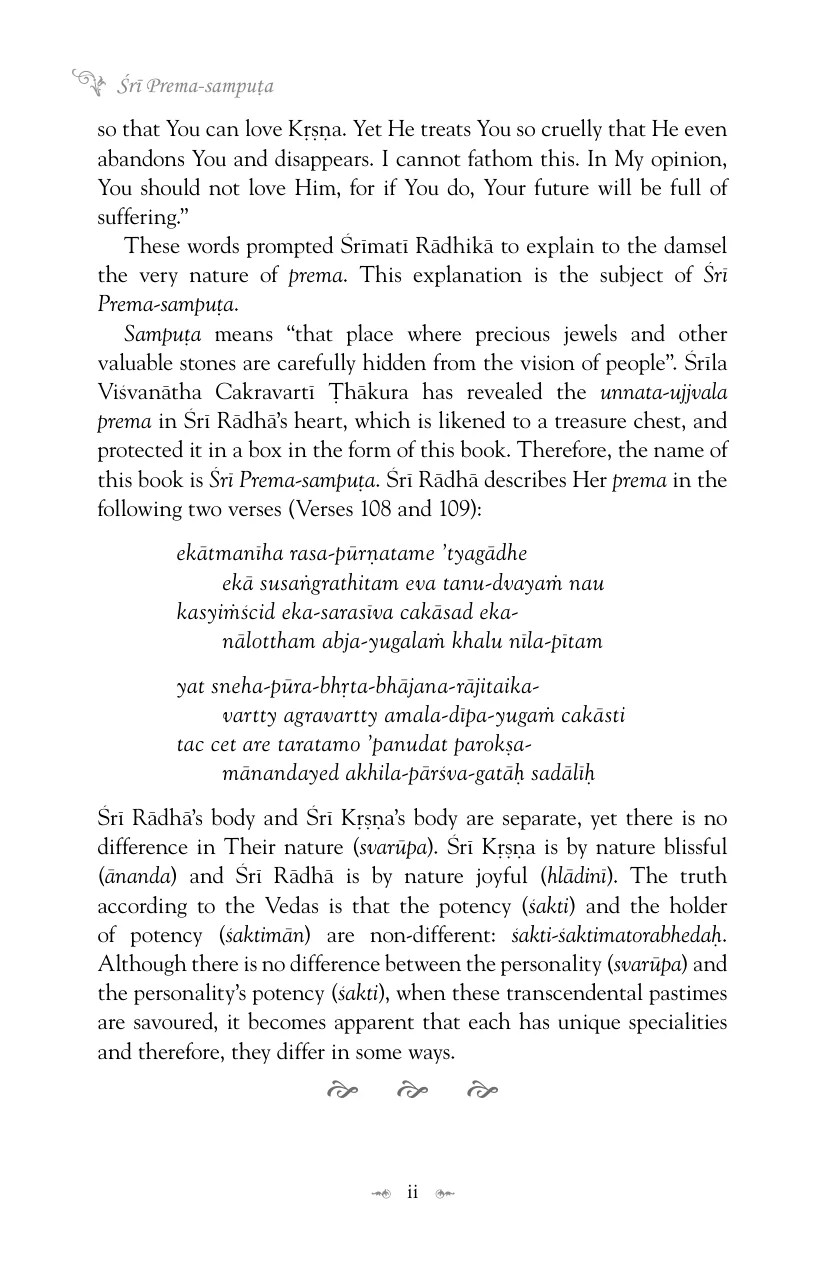 Śrī Prema-sampuṭa
so that You can love Kṛṣṇa. Yet He treats You so cruelly that He even
abandons You and disappears. I cannot fathom this. In My opinion,
You should not love Him, for if You do, Your future will be full of
suffering.”
These words prompted Śrīmatī Rādhikā to explain to the damsel
the very nature of prema. This explanation is the subject of Śrī
Prema-sampuṭa.
Sampuṭa means “that place where precious jewels and other
valuable stones are carefully hidden from the vision of people”. Śrīla
Viśvanātha Cakravartī Ṭhākura has revealed the unnata-ujjvala
prema in Śrī Rādhā’s heart, which is likened to a treasure chest, and
protected it in a box in the form of this book. Therefore, the name of
this book is Śrī Prema-sampuṭa. Śrī Rādhā describes Her prema in the
following two verses (Verses 108 and 109):
ekātmanīha rasa-pūrṇatame ’tyagādhe
ekā susaṅgrathitam eva tanu-dvayaṁ nau
kasyiṁścid eka-sarasīva cakāsad eka-
nālottham abja-yugalaṁ khalu nīla-pītam
yat sneha-pūra-bhṛta-bhājana-rājitaika-
vartty agravartty amala-dīpa-yugaṁ cakāsti
tac cet are taratamo ’panudat parokṣa-
mānandayed akhila-pārśva-gatāḥ sadālīḥ
Śrī Rādhā’s body and Śrī Kṛṣṇa’s body are separate, yet there is no
difference in Their nature (svarūpa). Śrī Kṛṣṇa is by nature blissful
(ānanda) and Śrī Rādhā is by nature joyful (hlādinī). The truth
according to the Vedas is that the potency (śakti) and the holder
of potency (śaktimān) are non-different: śakti-śaktimatorabhedaḥ.
Although there is no difference between the personality (svarūpa) and
the personality’s potency (śakti), when these transcendental pastimes
are savoured, it becomes apparent that each has unique specialities
and therefore, they differ in some ways.
ii